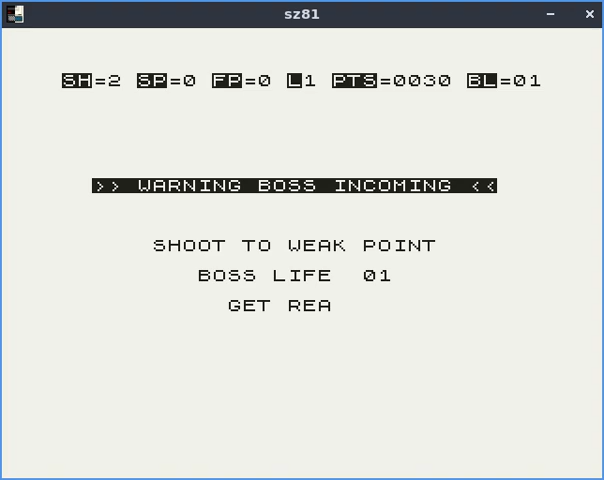 sz81
SH=2 SP=0 FP=0 L1 PTS=0030 BL=01
>> WARNING BOSS INCOMING <<
SHOOT TO WEAK POINT
BOSS LIFE 01
GET REA